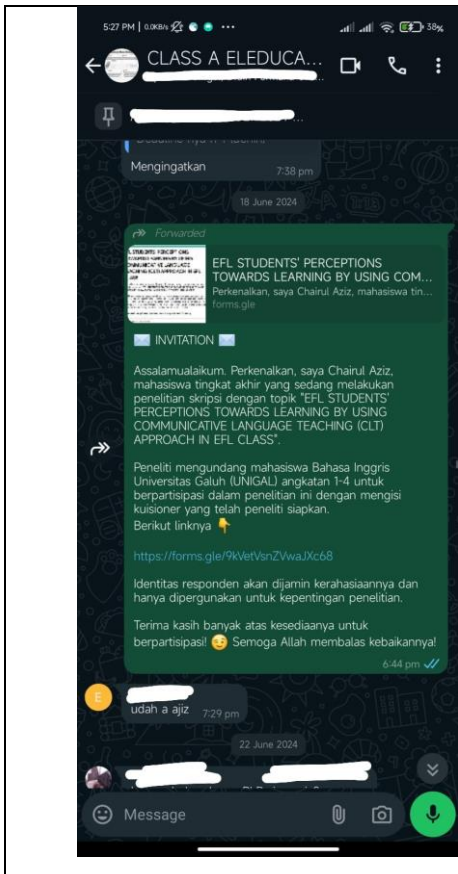 5:27 PM | 0.0KB/s
38%
CLASS A ELEDUCA...
Mengingatkan
7:38 pm
18 June 2024
Forwarded
EFL STUDENTS' PERCEPTIONS
TOWARDS LEARNING BY USING COM...
Perkenalkan, saya Chairul Aziz, mahasiswa tin...
forms.gle
INVITATION
Assalamualaikum. Perkenalkan, saya Chairul Aziz,
mahasiswa tingkat akhir yang sedang melakukan
penelitian skripsi dengan topik "EFL STUDENTS'
PERCEPTIONS TOWARDS LEARNING BY USING
COMMUNICATIVE LANGUAGE TEACHING (CLT)
APPROACH IN EFL CLASS".
Peneliti mengundang mahasiswa Bahasa Inggris
Universitas Galuh (UNIGAL) angkatan 1-4 untuk
berpartisipasi dalam penelitian ini dengan mengisi
kuisioner yang telah peneliti siapkan.
Berikut linknya 👇
https://forms.gle/9kVetVsnZVwaJXc68
Identitas responden akan dijamin kerahasiaannya dan
hanya dipergunakan untuk kepentingan penelitian.
Terima kasih banyak atas kesediaanya untuk
berpartisipasi! 😉 Semoga Allah membalas kebaikannya!
6:44 pm
E
udah a ajiz
7:29 pm
22 June 2024
Message